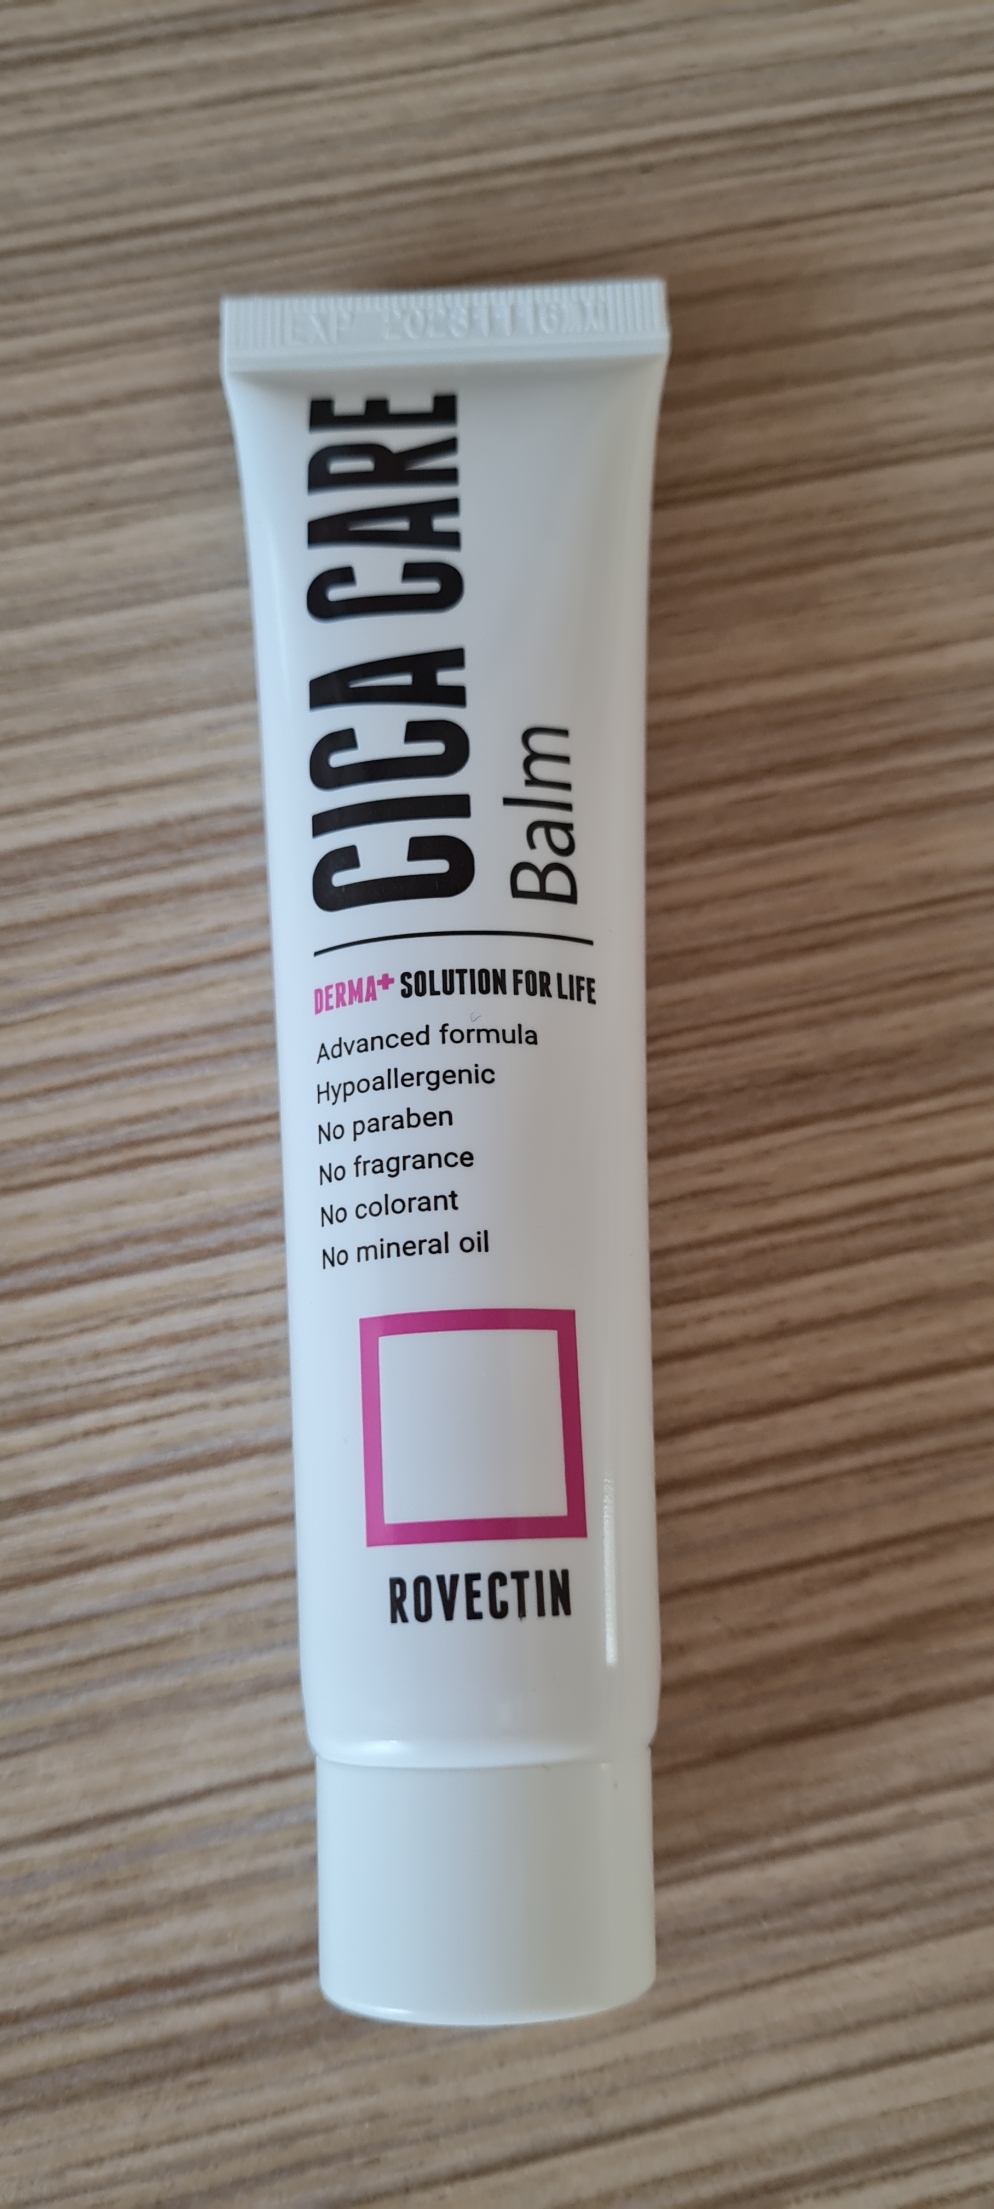 EXP 20231116
CICA CARE
Balm
DERMA+ SOLUTION FOR LIFE
Advanced formula
Hypoallergenic
No paraben
No fragrance
No colorant
No mineral oil
ROVECTIN